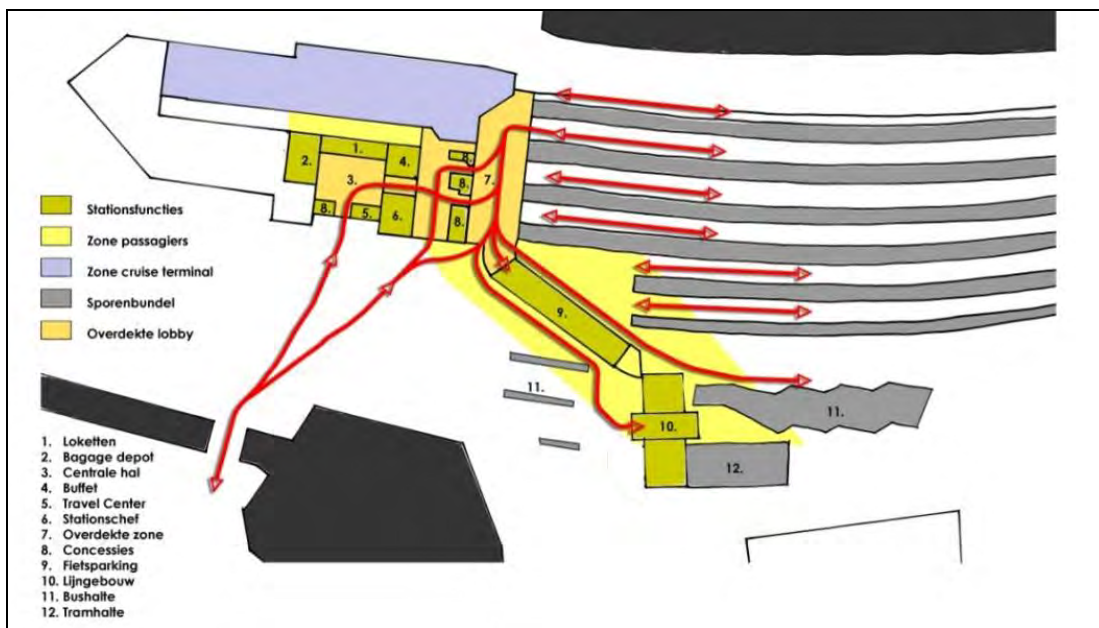 1.
2.
4.
8.
3.
7.
8.
8.
5.
6.
8.
Stationsfuncties
Zone passagiers
Zone cruise terminal
Sporenbundel
Overdekte lobby
9.
11.
11.
10.
12.
1. Loketten
2. Bagage depot
3. Centrale hal
4. Buffet
5. Travel Center
6. Stationschef
7. Overdekte zone
8. Concessies
9. Fietsparking
10. Lijngebouw
11. Bushalte
12. Tramhalte